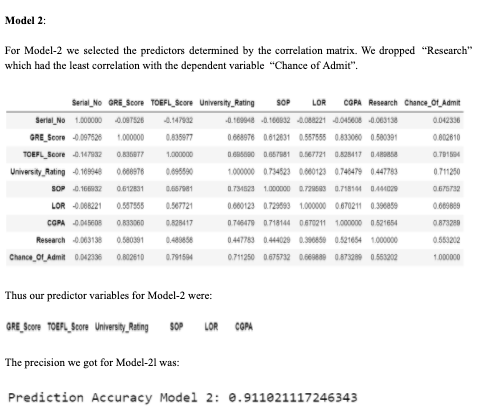 Model 2:
For Model-2 we selected the predictors determined by the correlation matrix. We dropped “Research”
which had the least correlation with the dependent variable “Chance of Admit”.
Serial_No GRE_Score TOEFL_Score University_Rating SOP LOR CGPA Research Chance_Of_Admit
Serial_No 1.000000 -0.097526 -0.147932 -0.169948 -0.166932 -0.088221 -0.045608 -0.063138 0.042336
GRE_Score -0.097526 1.000000 0.835977 0.668976 0.612831 0.557555 0.833060 0.580391 0.802610
TOEFL_Score -0.147932 0.835977 1.000000 0.695590 0.657981 0.567721 0.828417 0.489858 0.791594
University_Rating -0.169948 0.668976 0.695590 1.000000 0.734523 0.660123 0.746479 0.447783 0.711250
SOP -0.166932 0.612831 0.657981 0.734523 1.000000 0.729593 0.718144 0.444029 0.675732
LOR -0.088221 0.557555 0.567721 0.660123 0.729593 1.000000 0.670211 0.396859 0.669889
CGPA -0.045608 0.833060 0.828417 0.746479 0.718144 0.670211 1.000000 0.521654 0.873289
Research -0.063138 0.580391 0.489858 0.447783 0.444029 0.396859 0.521654 1.000000 0.553202
Chance_Of_Admit 0.042336 0.802610 0.791594 0.711250 0.675732 0.669889 0.873289 0.553202 1.000000
Thus our predictor variables for Model-2 were:
GRE_Score TOEFL_Score University_Rating SOP LOR CGPA
The precision we got for Model-2l was:
Prediction Accuracy Model 2: 0.911021117246343